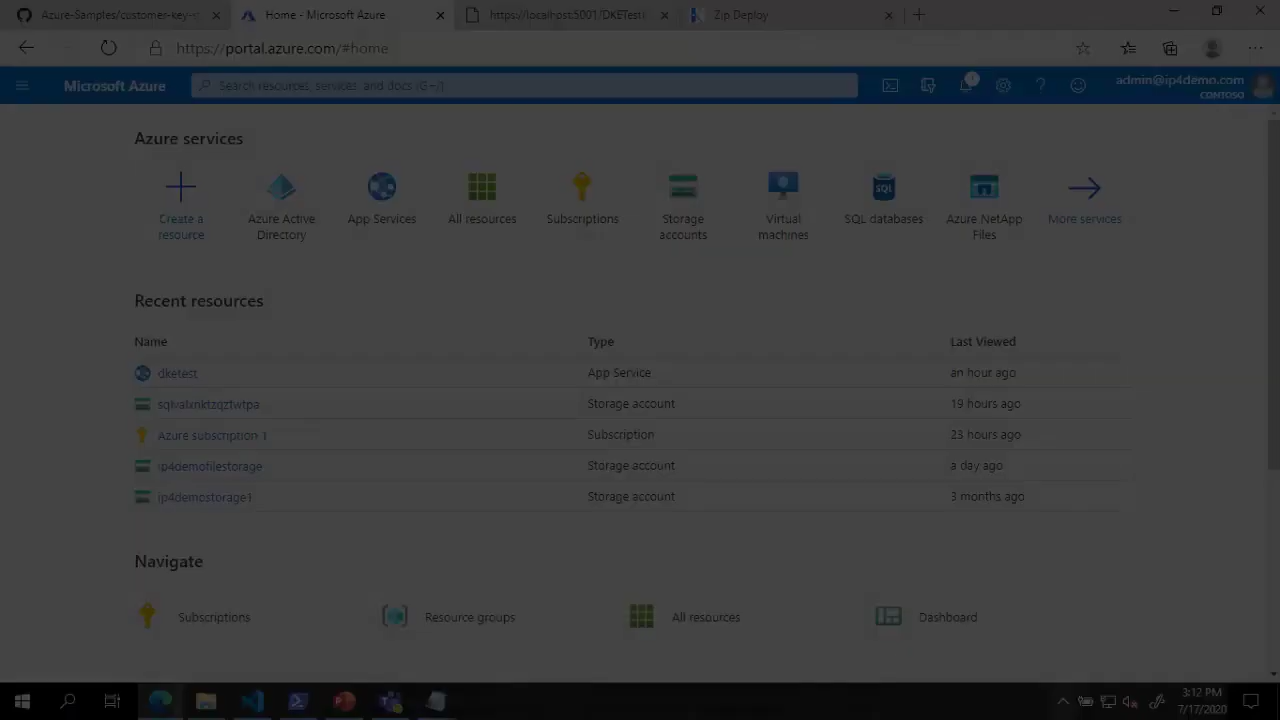 Azure-Samples/customer-key-s
Home - Microsoft Azure
https://localhost:5001/DKETesti
Zip Deploy
https://portal.azure.com/#home
Microsoft Azure
Search resources, services, and docs (G+/)
1
admin@ip4demo.com
CONTOSO
Azure services
Create a resource
Azure Active Directory
App Services
All resources
Subscriptions
Storage accounts
Virtual machines
SQL
SQL databases
Azure NetApp Files
More services
Recent resources
Name Type Last Viewed
dketest App Service an hour ago
sqlvalxnktzqztwtpa Storage account 19 hours ago
Azure subscription 1 Subscription 23 hours ago
ip4demofilestorage Storage account a day ago
ip4demostorage1 Storage account 3 months ago
Navigate
Subscriptions
Resource groups
All resources
Dashboard
3:12 PM
7/17/2020